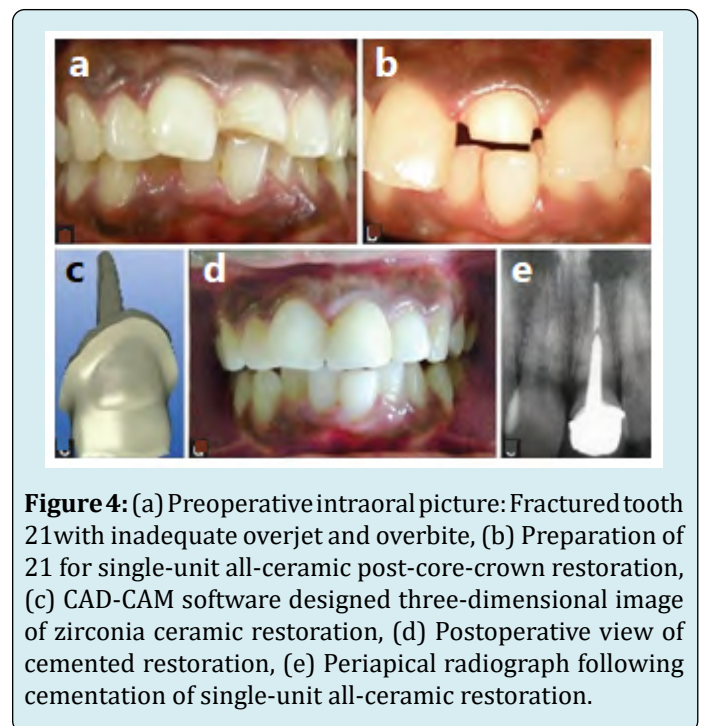 a
b
c
d
e
Figure 4: (a) Preoperative intraoral picture: Fractured tooth
21with inadequate overjet and overbite, (b) Preparation of
21 for single-unit all-ceramic post-core-crown restoration,
(c) CAD-CAM software designed three-dimensional image
of zirconia ceramic restoration, (d) Postoperative view of
cemented restoration, (e) Periapical radiograph following
cementation of single-unit all-ceramic restoration.